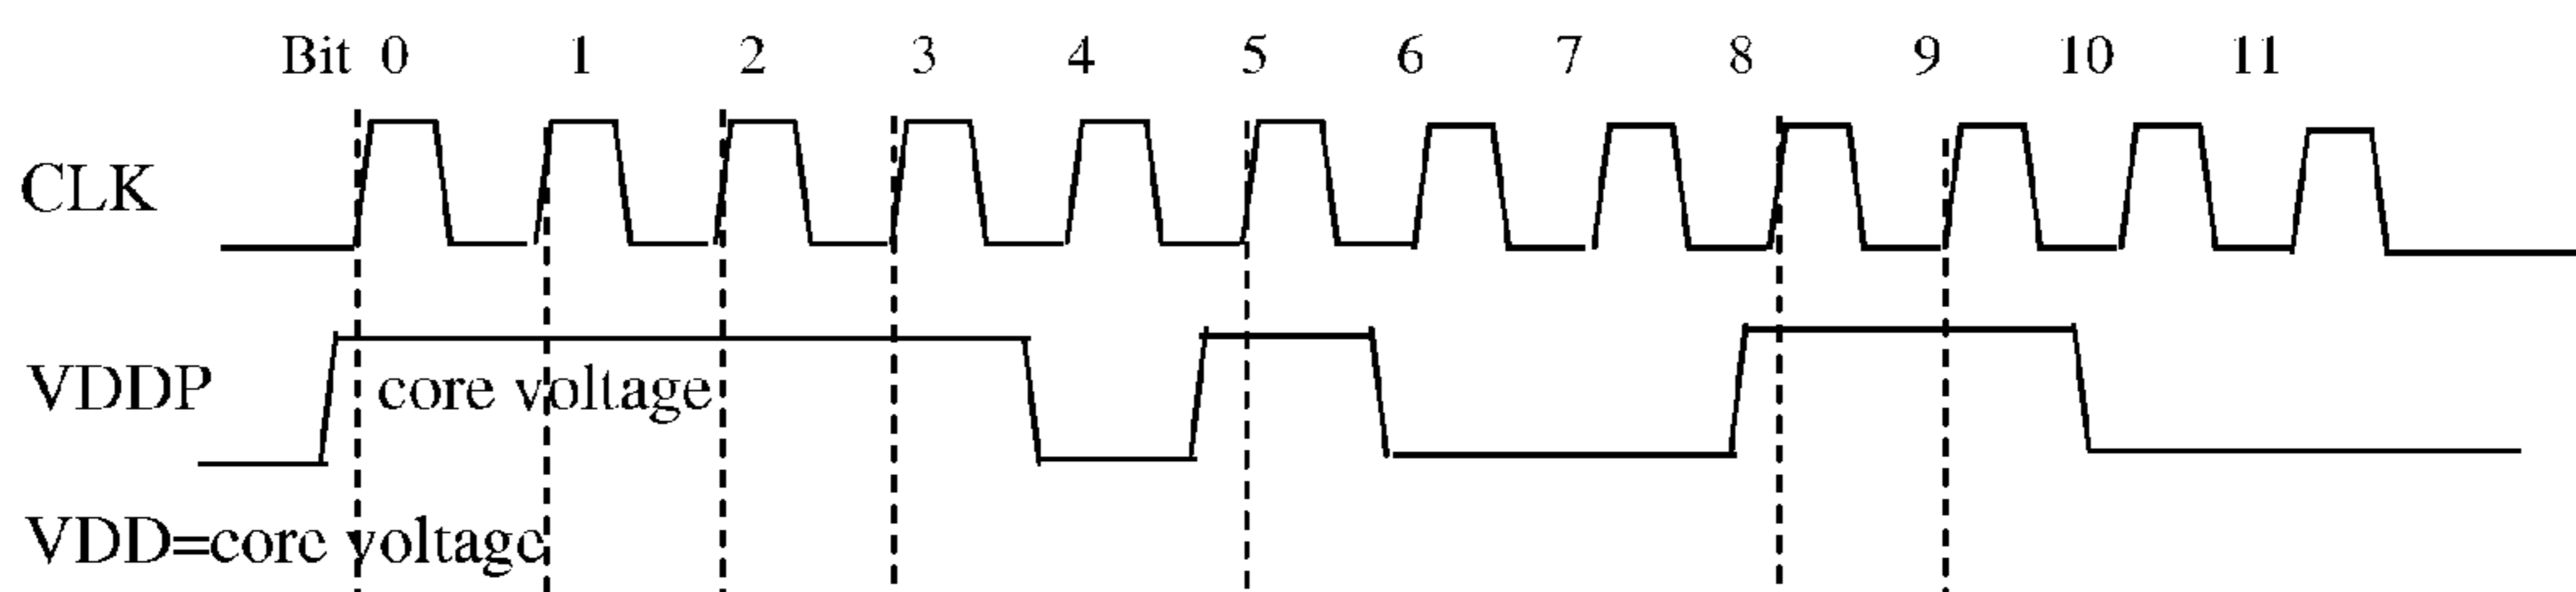 Bit 0 1 2 3 4 5 6 7 8 9 10 11
CLK
VDDP core voltage
VDD=core voltage